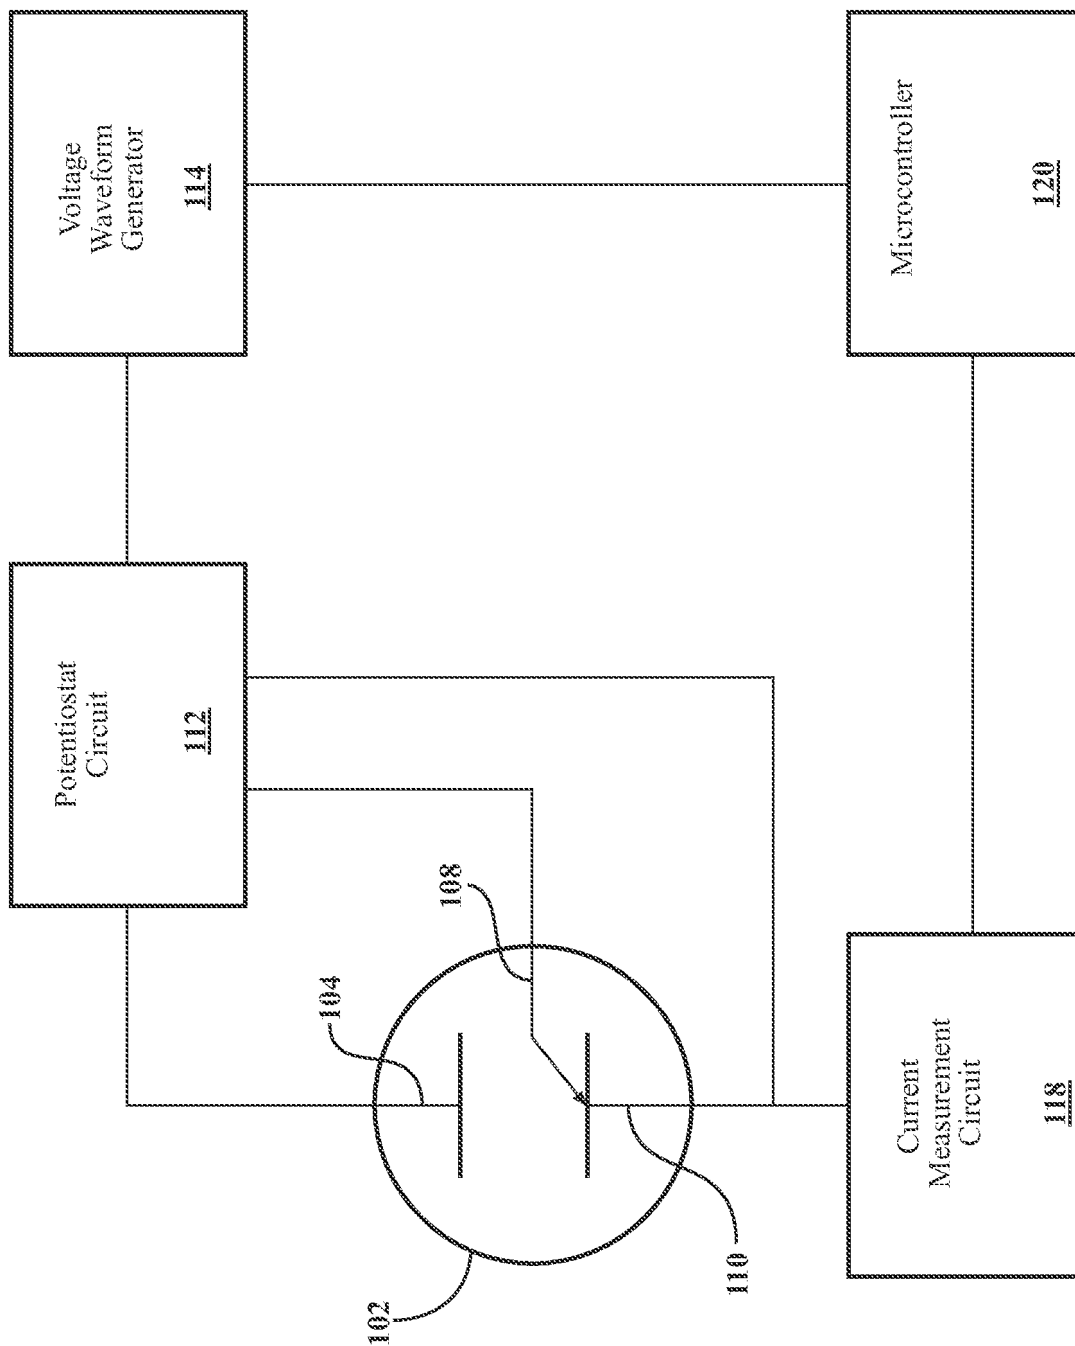 102
104
108
110
Potentiostat
Circuit
112
Voltage
Waveform
Generator
114
Current
Measurement
Circuit
118
Microcontroller
120